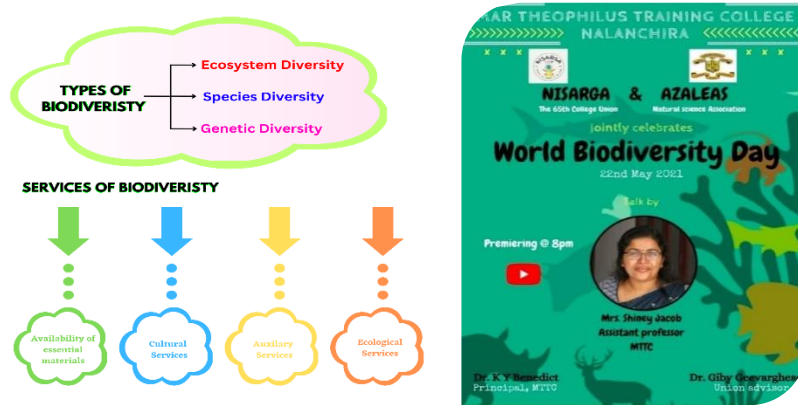 TYPES OF
BIODIVERISTY
Ecosystem Diversity
Species Diversity
Genetic Diversity
SERVICES OF BIODIVERISTY
Availability of
essential
materials
Cultural
Services
Auxilary
Services
Ecological
Services
MAR THEOPHILUS TRAINING COLLEGE
NALANCHIRA
NISARGA & AZALEAS
The 65th College Union
Natural science Association
Jointly celebrates
World Biodiversity Day
22nd May 2021
Talk by
Premiering @ 8pm
Mrs. Shiney Jacob
Assistant professor
MTTC
Dr. K Y Benedict
Principal, MTTC
Dr. Giby Geevarghese
Union advisor